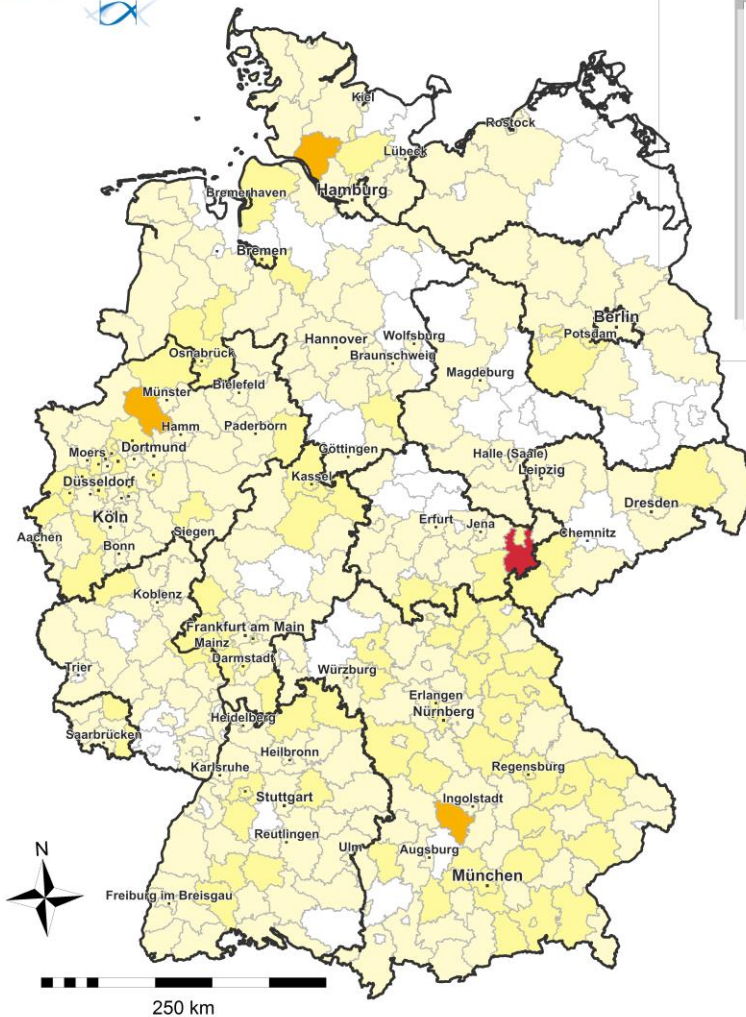 Kiel
Rostock
Lübeck
Bremerhaven
Hamburg
Bremen
Berlin
Potsdam
Hannover
Wolfsburg
Braunschweig
Osnabrück
Magdeburg
Bielefeld
Münster
Hamm
Paderborn
Dortmund
Moers
Göttingen
Halle (Saale)
Leipzig
Düsseldorf
Kassel
Dresden
Köln
Erfurt
Jena
Chemnitz
Siegen
Aachen
Bonn
Koblenz
Frankfurt am Main
Mainz
Darmstadt
Trier
Würzburg
Erlangen
Nürnberg
Heidelberg
Saarbrücken
Heilbronn
Karlsruhe
Regensburg
Stuttgart
Ingolstadt
Reutlingen
Ulm
Augsburg
N
München
Freiburg im Breisgau
250 km